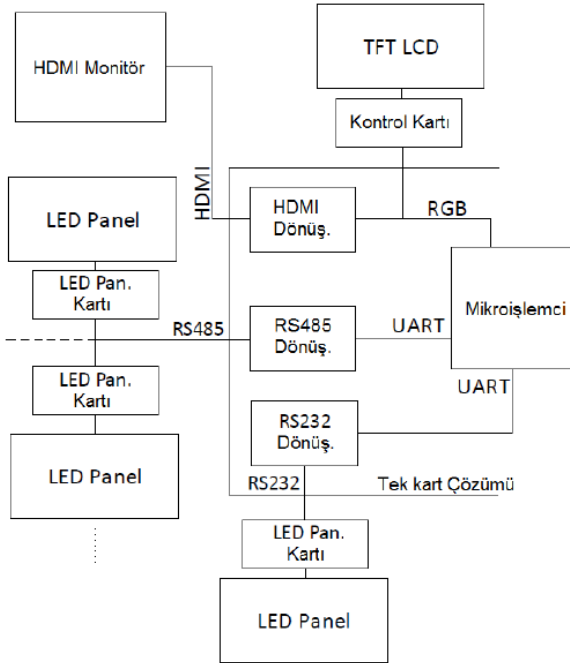 TFT LCD
HDMI Monitör
Kontrol Kartı
HDMI
HDMI
Dönüş.
RGB
LED Panel
LED Pan.
Kartı
RS485
RS485
Dönüş.
UART
Mikroişlemci
LED Pan.
Kartı
UART
RS232
Dönüş.
LED Panel
RS232
Tek kart Çözümü
LED Pan.
Kartı
LED Panel